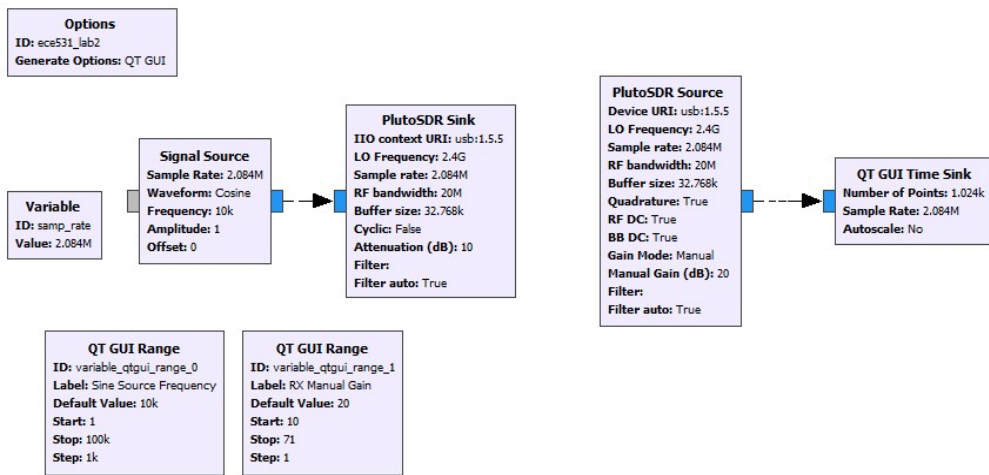 Options
ID: ece531_lab2
Generate Options: QT GUI
Variable
ID: samp_rate
Value: 2.084M
Signal Source
Sample Rate: 2.084M
Waveform: Cosine
Frequency: 10k
Amplitude: 1
Offset: 0
PlutoSDR Sink
IIO context URI: usb:1.5.5
LO Frequency: 2.4G
Sample rate: 2.084M
RF bandwidth: 20M
Buffer size: 32.768k
Cyclic: False
Attenuation (dB): 10
Filter:
Filter auto: True
PlutoSDR Source
Device URI: usb:1.5.5
LO Frequency: 2.4G
Sample rate: 2.084M
RF bandwidth: 20M
Buffer size: 32.768k
Quadrature: True
RF DC: True
BB DC: True
Gain Mode: Manual
Manual Gain (dB): 20
Filter:
Filter auto: True
QT GUI Time Sink
Number of Points: 1.024k
Sample Rate: 2.084M
Autoscale: No
QT GUI Range
ID: variable_qtgui_range_0
Label: Sine Source Frequency
Default Value: 10k
Start: 1
Stop: 100k
Step: 1k
QT GUI Range
ID: variable_qtgui_range_1
Label: RX Manual Gain
Default Value: 20
Start: 10
Stop: 71
Step: 1